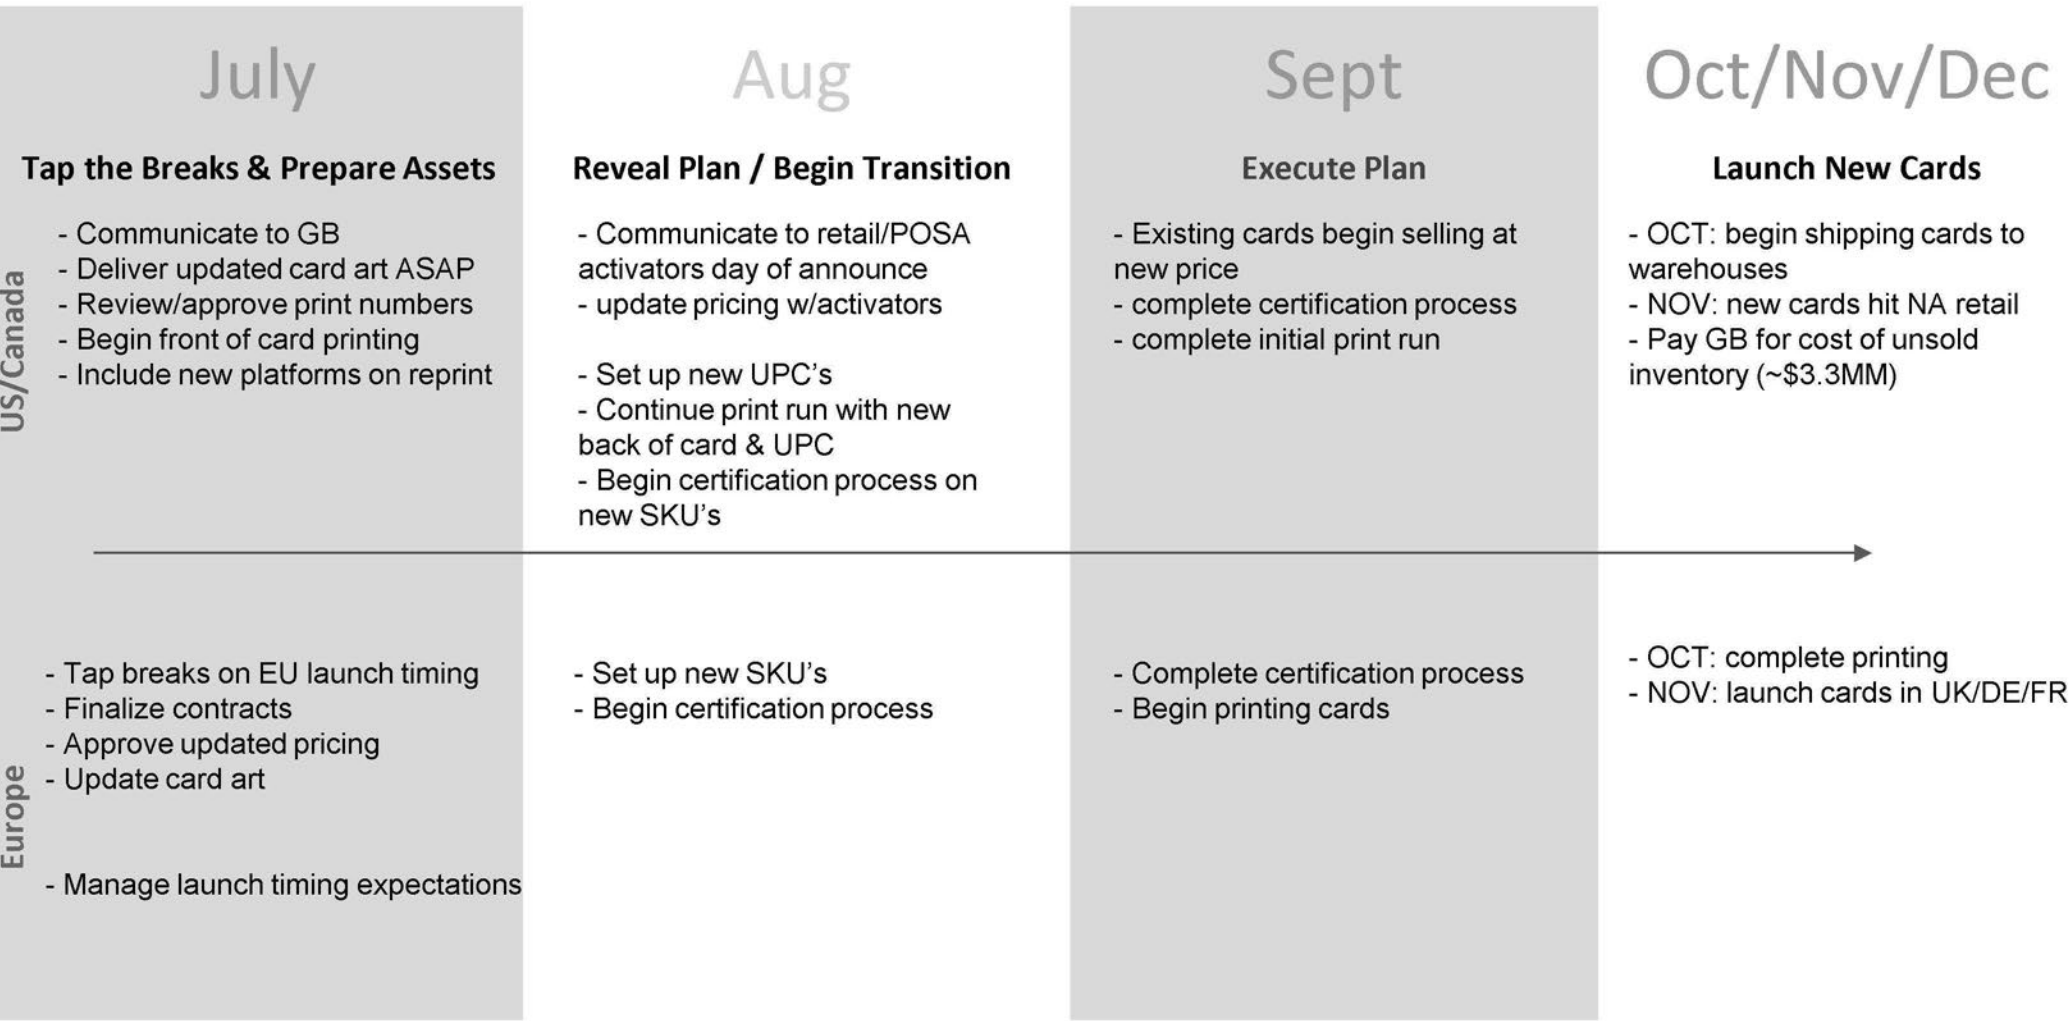 July
Aug
Sept
Oct/Nov/Dec
Tap the Breaks & Prepare Assets
Reveal Plan / Begin Transition
Execute Plan
Launch New Cards
US/Canada
- Communicate to GB
- Deliver updated card art ASAP
- Review/approve print numbers
- Begin front of card printing
- Include new platforms on reprint
- Communicate to retail/POSA
activators day of announce
- update pricing w/activators
- Set up new UPC’s
- Continue print run with new
back of card & UPC
- Begin certification process on
new SKU’s
- Existing cards begin selling at
new price
- complete certification process
- complete initial print run
- OCT: begin shipping cards to
warehouses
- NOV: new cards hit NA retail
- Pay GB for cost of unsold
inventory (~$3.3MM)
Europe
- Tap breaks on EU launch timing
- Finalize contracts
- Approve updated pricing
- Update card art
- Manage launch timing expectations
- Set up new SKU’s
- Begin certification process
- Complete certification process
- Begin printing cards
- OCT: complete printing
- NOV: launch cards in UK/DE/FR